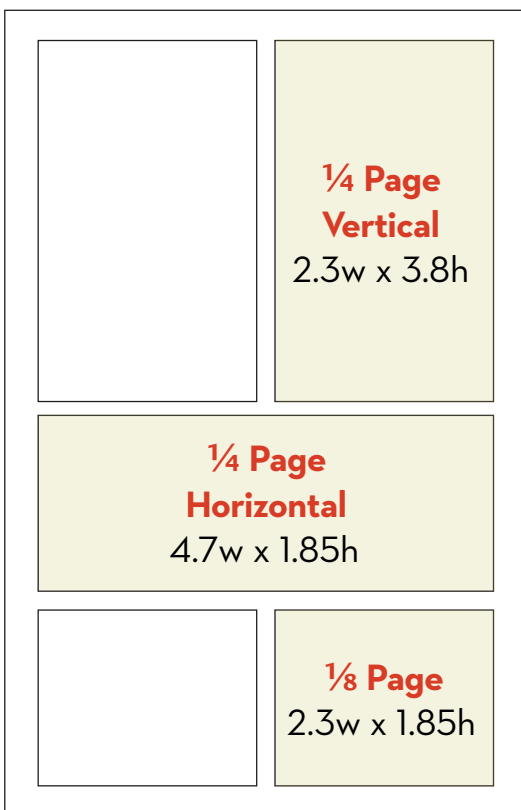 ¼ Page
Vertical
2.3w x 3.8h
¼ Page
Horizontal
4.7w x 1.85h
⅛ Page
2.3w x 1.85h